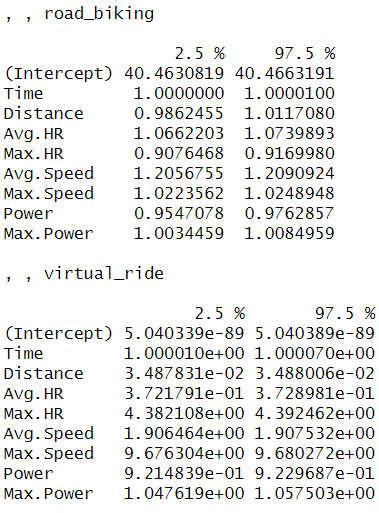 , , road_biking
2.5 % 97.5 %
(Intercept) 40.4630819 40.4663191
Time 1.0000000 1.0000100
Distance 0.9862455 1.0117080
Avg.HR 1.0662203 1.0739893
Max.HR 0.9076468 0.9169980
Avg.Speed 1.2056755 1.2090924
Max.Speed 1.0223562 1.0248948
Power 0.9547078 0.9762857
Max.Power 1.0034459 1.0084959
, , virtual_ride
2.5 % 97.5 %
(Intercept) 5.040339e-89 5.040389e-89
Time 1.000010e+00 1.000070e+00
Distance 3.487831e-02 3.488006e-02
Avg.HR 3.721791e-01 3.728981e-01
Max.HR 4.382108e+00 4.392462e+00
Avg.Speed 1.906464e+00 1.907532e+00
Max.Speed 9.676304e+00 9.680272e+00
Power 9.214839e-01 9.229687e-01
Max.Power 1.047619e+00 1.057503e+00